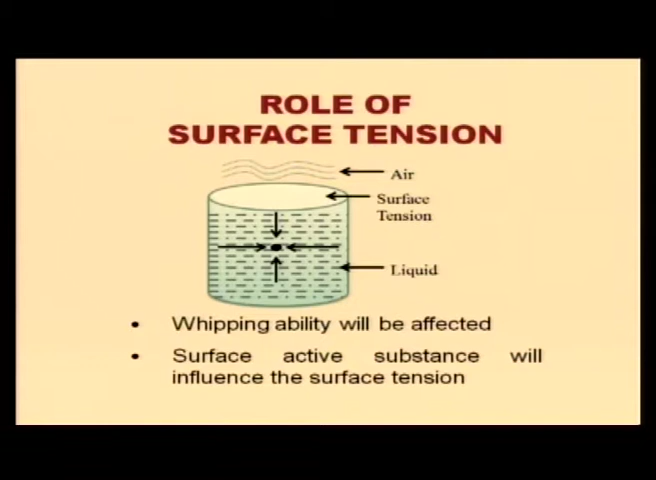 ROLE OF
SURFACE TENSION
Air
Surface
Tension
Liquid
• Whipping ability will be affected
• Surface active substance will
influence the surface tension